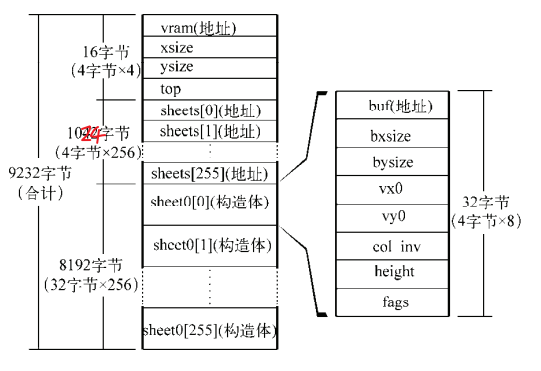 vram(地址)
xsize
ysize
top
16字节
(4字节×4)
sheets[0](地址)
sheets[1](地址)
1024字节
(4字节×256)
sheets[255](地址)
9232字节
(合计)
sheet0[0](构造体)
sheet0[1](构造体)
8192字节
(32字节×256)
sheet0[255](构造体)
buf(地址)
bxsize
bysize
vx0
vy0
col inv
height
fags
32字节
(4字节×8)